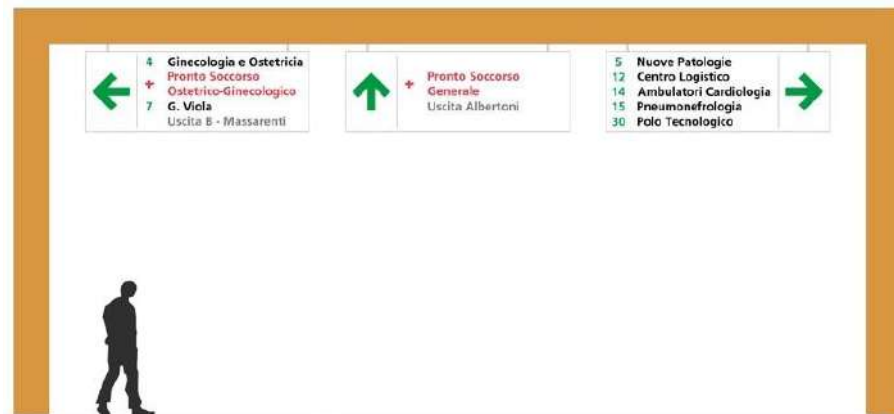 4 Ginecologia e Ostetricia
+ Pronto Soccorso
Ostetrico-Ginecologico
7 G. Viola
Uscita B - Massarenti
+ Pronto Soccorso
Generale
Uscita Albertoni
5 Nuove Patologie
12 Centro Logistico
14 Ambulatori Cardiologia
15 Pneumonefrologia
30 Polo Tecnologico